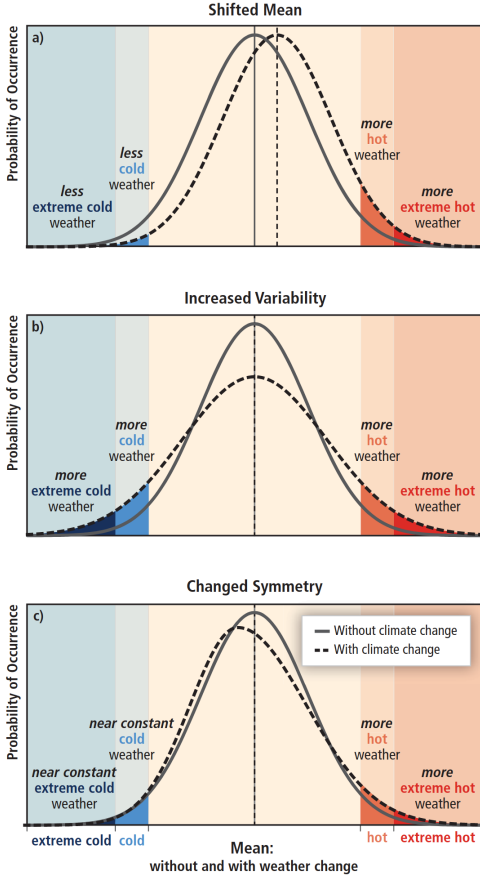 Shifted Mean
Probability of Occurrence
a)
less
cold
weather
less
extreme cold
weather
more
hot
weather
more
extreme hot
weather
Increased Variability
Probability of Occurrence
b)
more
cold
weather
more
extreme cold
weather
more
hot
weather
more
extreme hot
weather
Changed Symmetry
Probability of Occurrence
c)
Without climate change
With climate change
near constant
cold
weather
near constant
extreme cold
weather
more
hot
weather
more
extreme hot
weather
extreme cold
cold
hot
extreme hot
Mean:
without and with weather change